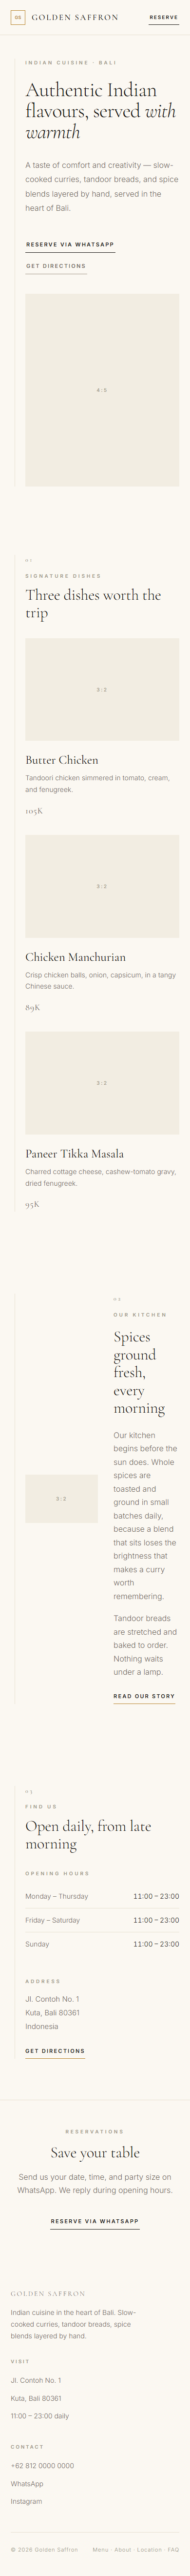 GS GOLDEN SAFFRON RESERVE
INDIAN CUISINE · BALI
Authentic Indian
flavours, served with
warmth
A taste of comfort and creativity — slow-
cooked curries, tandoor breads, and spice
blends layered by hand, served in the
heart of Bali.
RESERVE VIA WHATSAPP
GET DIRECTIONS
4:5
SIGNATURE DISHES
Three dishes worth the
trip
3:2
Butter Chicken
Tandoori chicken simmered in tomato, cream,
and fenugreek.
105K
3:2
Chicken Manchurian
Crisp chicken balls, onion, capsicum, in a tangy
Chinese sauce.
89K
3:2
Paneer Tikka Masala
Charred cottage cheese, cashew-tomato gravy,
dried fenugreek.
95K
3:2
OUR KITCHEN
Spices
ground
fresh,
every
morning
Our kitchen
begins before the
sun does. Whole
spices are
toasted and
ground in small
batches daily,
because a blend
that sits loses the
brightness that
makes a curry
worth
remembering.
Tandoor breads
are stretched and
baked to order.
Nothing waits
under a lamp.
READ OUR STORY
03
FIND US
Open daily, from late
morning
OPENING HOURS
Monday – Thursday 11:00 – 23:00
Friday – Saturday 11:00 – 23:00
Sunday 11:00 – 23:00
ADDRESS
Jl. Contoh No. 1
Kuta, Bali 80361
Indonesia
GET DIRECTIONS
RESERVATIONS
Save your table
Send us your date, time, and party size on
WhatsApp. We reply during opening hours.
RESERVE VIA WHATSAPP
GOLDEN SAFFRON
Indian cuisine in the heart of Bali. Slow-
cooked curries, tandoor breads, spice
blends layered by hand.
VISIT
Jl. Contoh No. 1
Kuta, Bali 80361
11:00 – 23:00 daily
CONTACT
+62 812 0000 0000
WhatsApp
Instagram
© 2026 Golden Saffron Menu · About · Location · FAQ